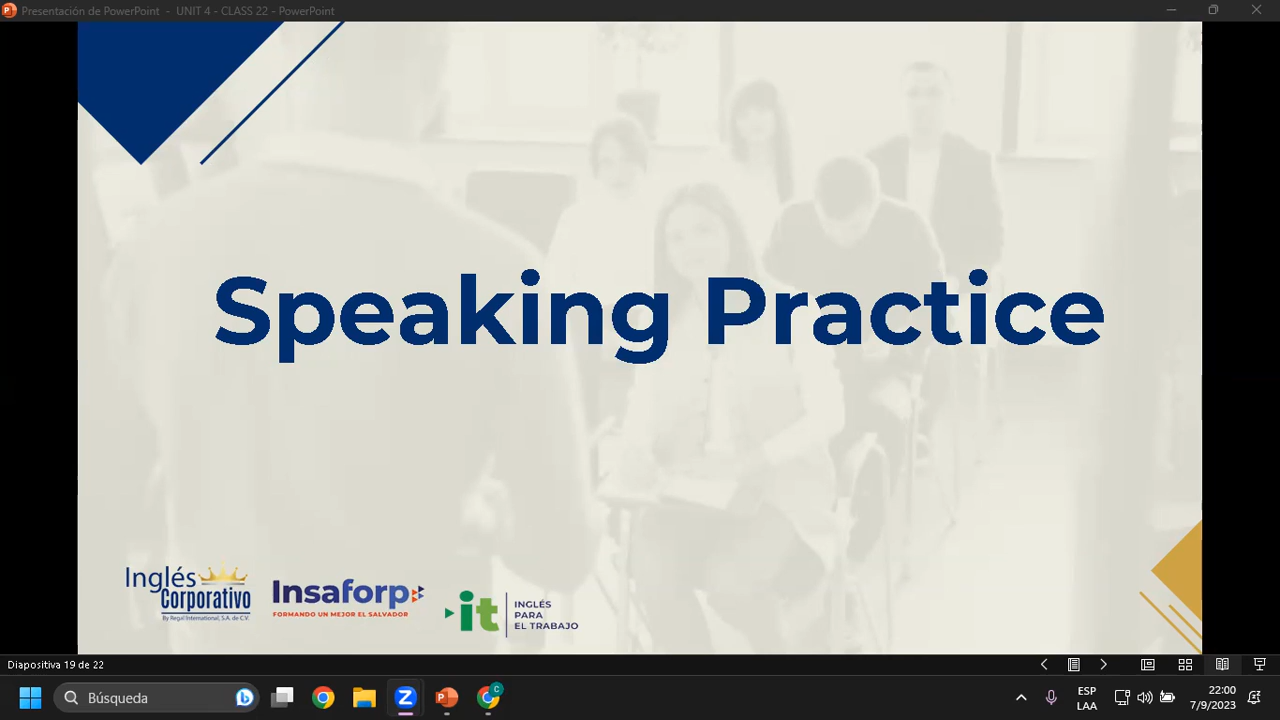 Presentación de PowerPoint - UNIT 4 - CLASS 22 - PowerPoint
Speaking Practice
Inglés
Corporativo
By Regal International, S.A. de C.V.
Insaforp
FORMANDO UN MEJOR EL SALVADOR
it
INGLÉS
PARA
EL TRABAJO
Diapositiva 19 de 22
Búsqueda
Z
C
ESP
LAA
22:00
7/9/2023